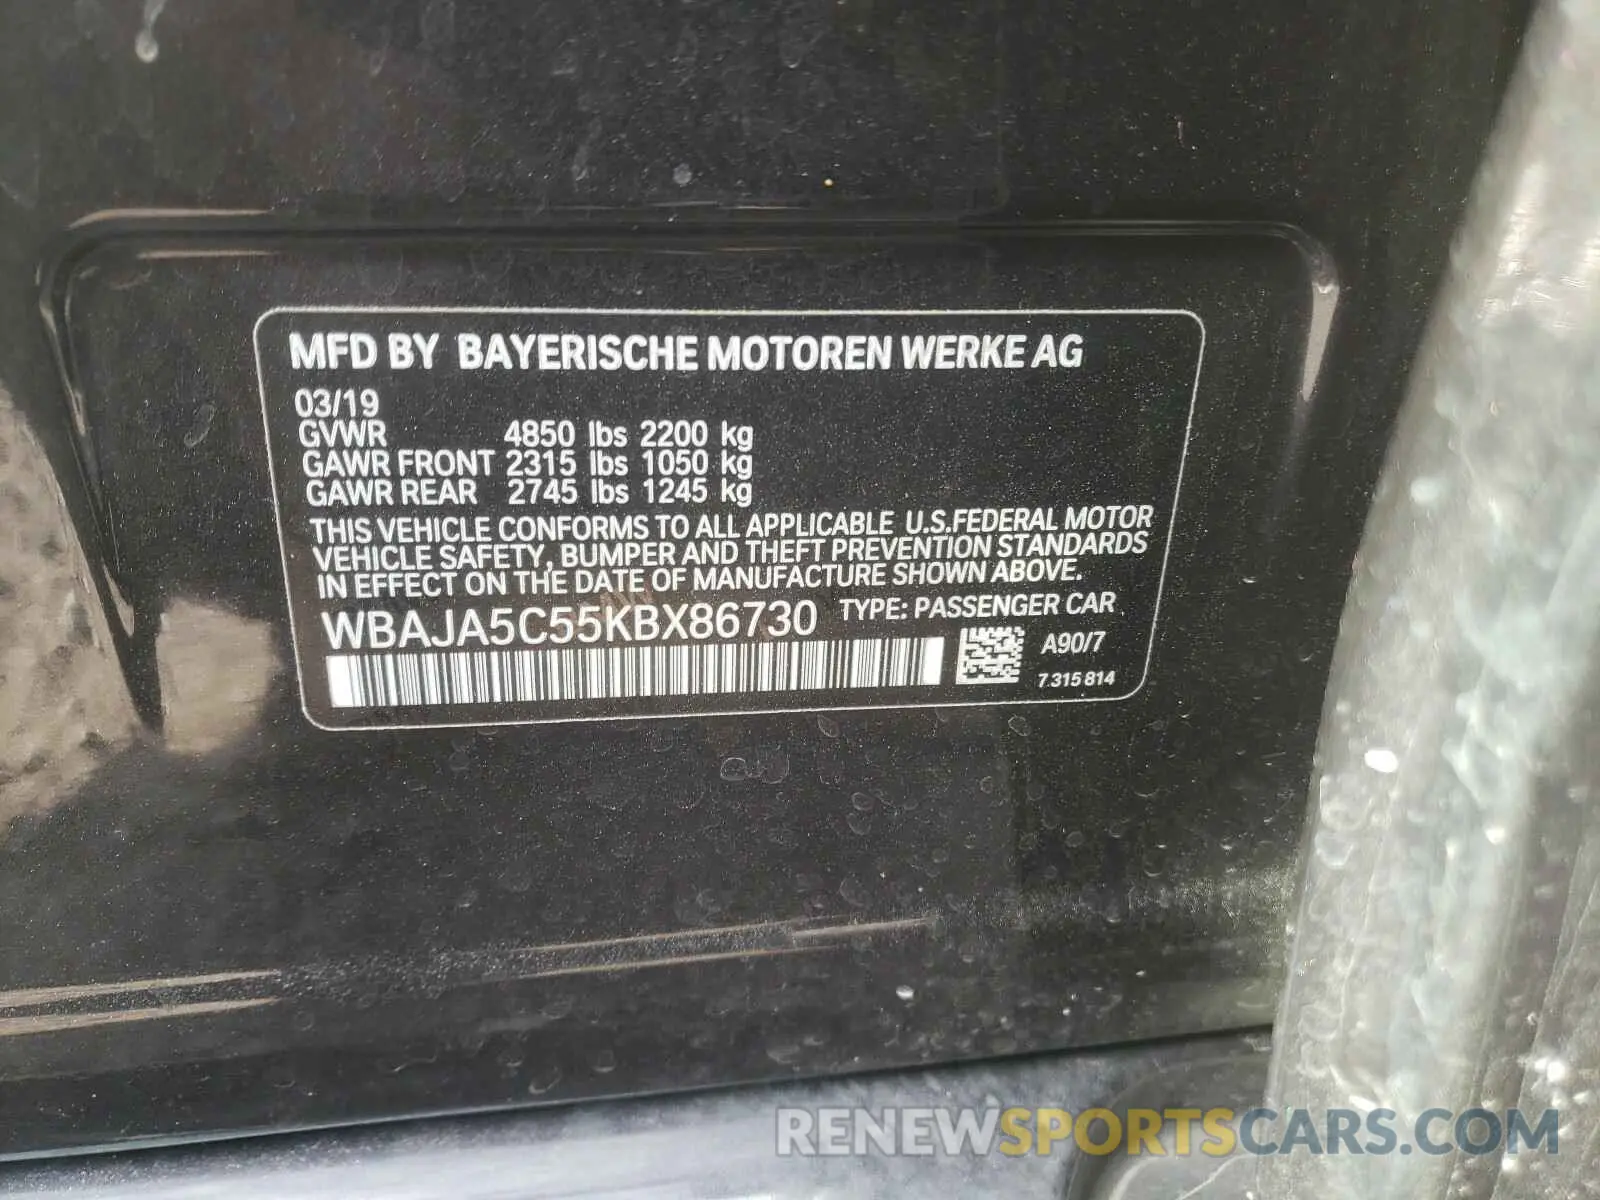 MFD BY BAYERISCHE MOTOREN WERKE AG
03/19
GVWR 4850 lbs 2200 kg
GAWR FRONT 2315 lbs 1050 kg
GAWR REAR 2745 lbs 1245 kg
THIS VEHICLE CONFORMS TO ALL APPLICABLE U.S.FEDERAL MOTOR
VEHICLE SAFETY, BUMPER AND THEFT PREVENTION STANDARDS
IN EFFECT ON THE DATE OF MANUFACTURE SHOWN ABOVE.
WBAJA5C55KBX86730 TYPE: PASSENGER CAR
A90/7
7 315 814
RENEWSPORTSCARS.COM